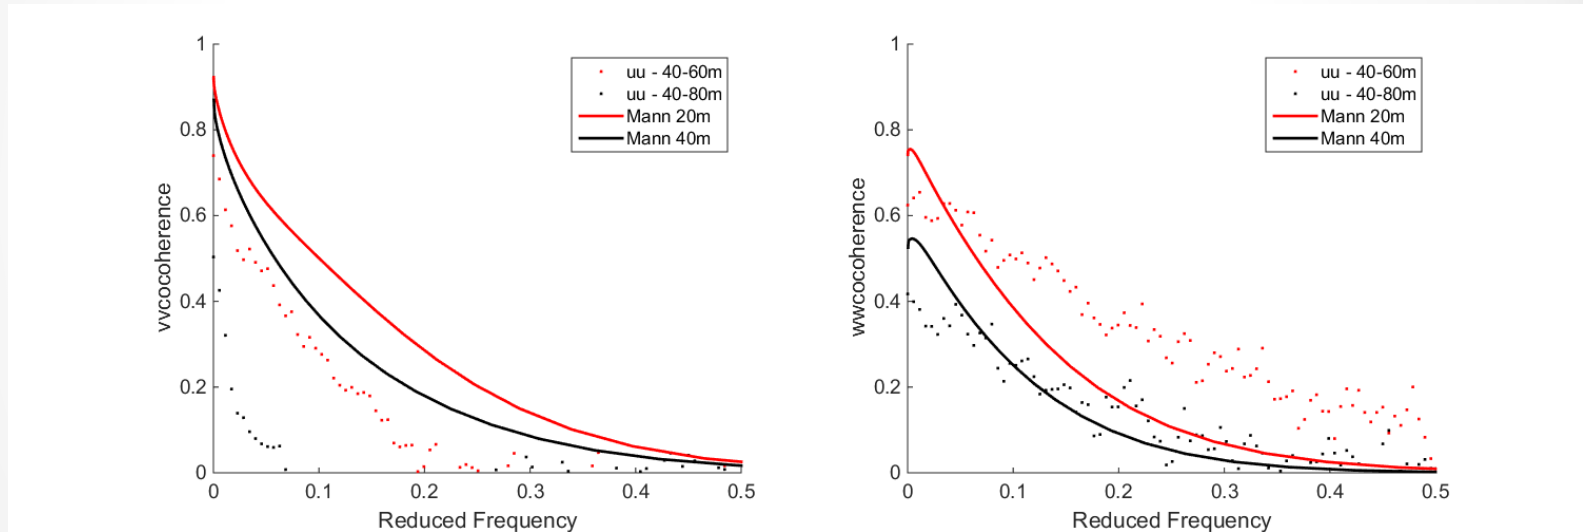 1
0.8
0.6
0.4
0.2
0
0 0.1 0.2 0.3 0.4 0.5
vvcocoherence
Reduced Frequency
uu - 40-60m
uu - 40-80m
Mann 20m
Mann 40m
1
0.8
0.6
0.4
0.2
0
0 0.1 0.2 0.3 0.4 0.5
wwcocoherence
Reduced Frequency
uu - 40-60m
uu - 40-80m
Mann 20m
Mann 40m